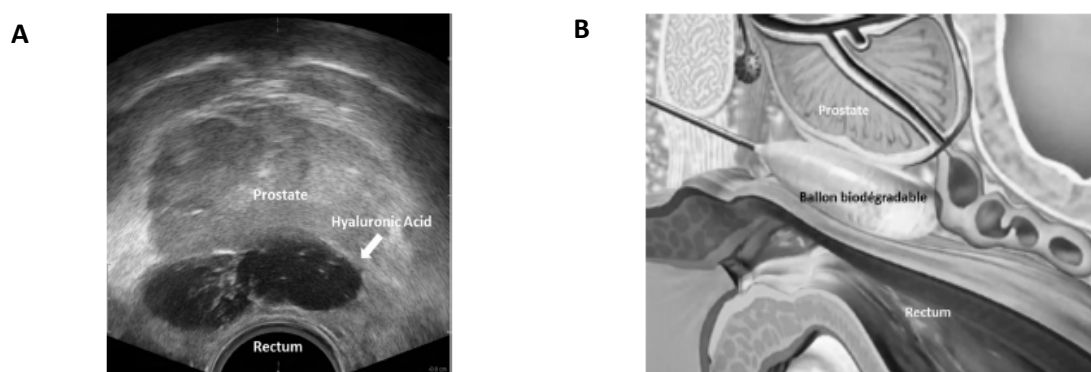 A
Prostate
Hyaluronic Acid
Rectum
B
Prostate
Ballon biodégradable
Rectum